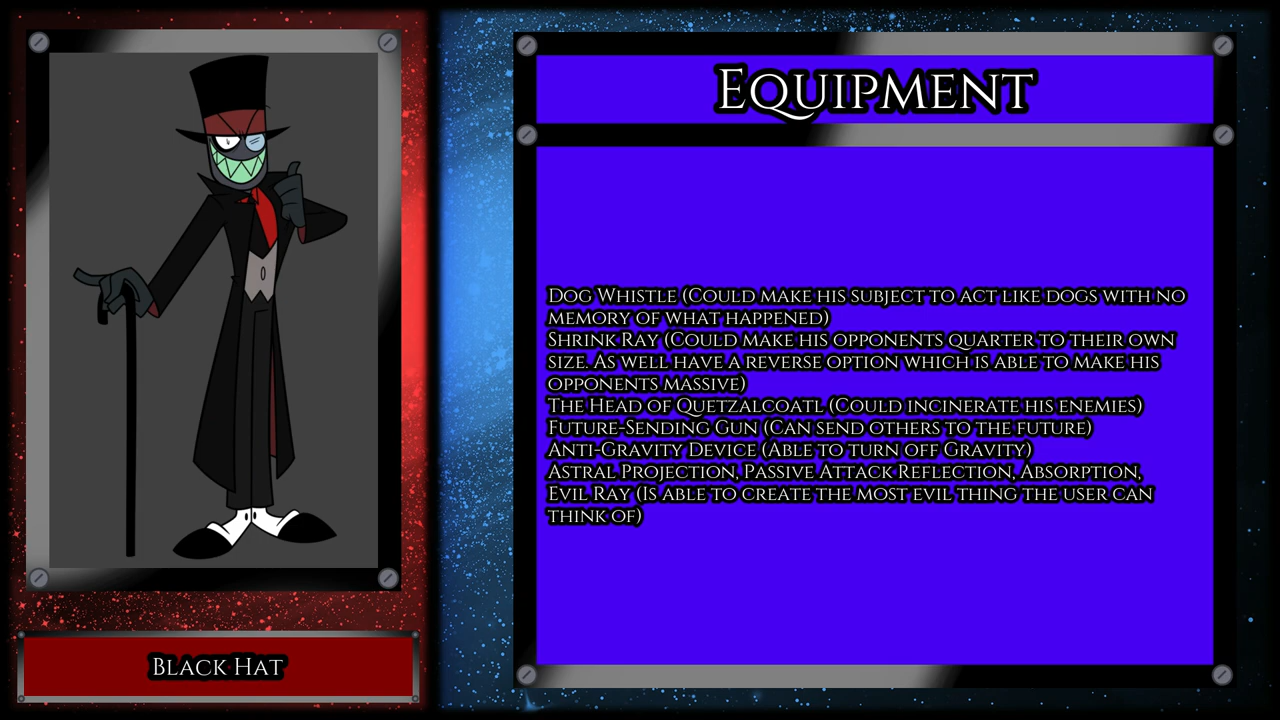 Equipment
Dog Whistle (Could make his subject to act like dogs with no
memory of what happened)
Shrink Ray (Could make his opponents quarter to their own
size. As well have a reverse option which is able to make his
opponents massive)
The Head of Quetzalcoatl (Could incinerate his enemies)
Future-Sending Gun (Can send others to the future)
Anti-Gravity Device (Able to turn off Gravity)
Astral Projection, Passive Attack Reflection, Absorption,
Evil Ray (Is able to create the most evil thing the user can
think of)
Black Hat